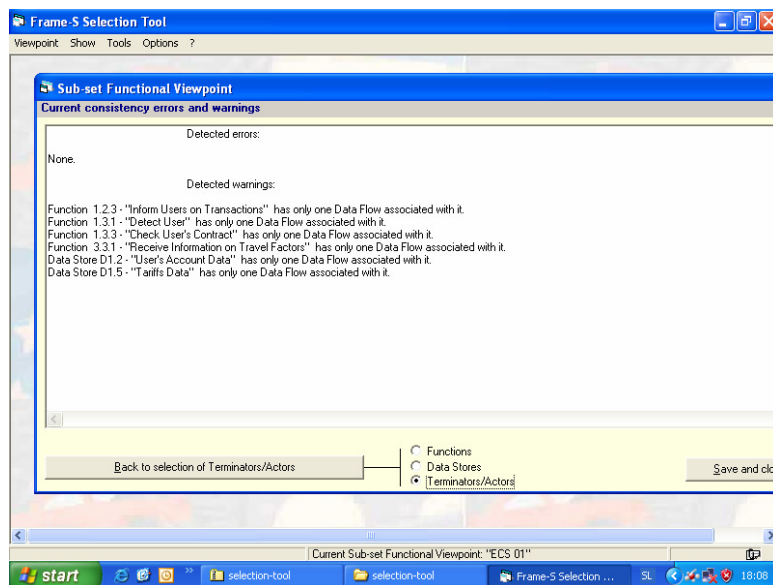 Frame-S Selection Tool
Viewpoint Show Tools Options ?
Sub-set Functional Viewpoint
Current consistency errors and warnings
Detected errors:
None.
Detected warnings:
Function 1.2.3 - "Inform Users on Transactions" has only one Data Flow associated with it.
Function 1.3.1 - "Detect User" has only one Data Flow associated with it.
Function 1.3.3 - "Check User's Contract" has only one Data Flow associated with it.
Function 3.3.1 - "Receive Information on Travel Factors" has only one Data Flow associated with it.
Data Store D1.2 - "User's Account Data" has only one Data Flow associated with it.
Data Store D1.5 - "Tariffs Data" has only one Data Flow associated with it.
Functions
Back to selection of Terminators/Actors
Data Stores
Save and clo
Terminators/Actors
Current Sub-set Functional Viewpoint: "ECS 01"
start » selection-tool selection-tool Frame-S Selection ... SL 18:08